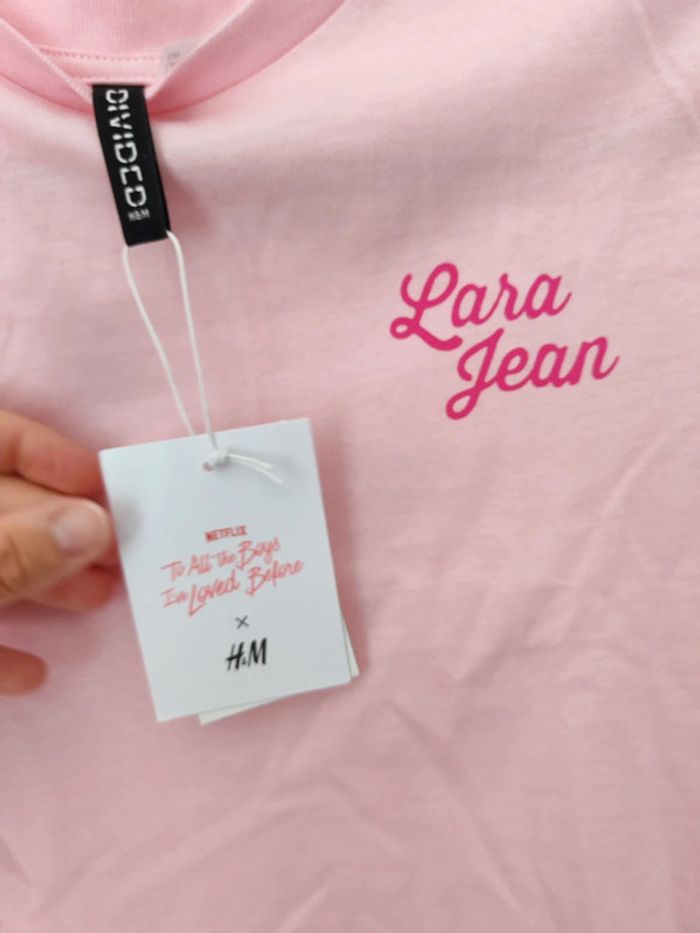 DIVIDED
H&M
Lara
Jean
NETFLIX
To All The Boys
I've Loved Before
×
H&M